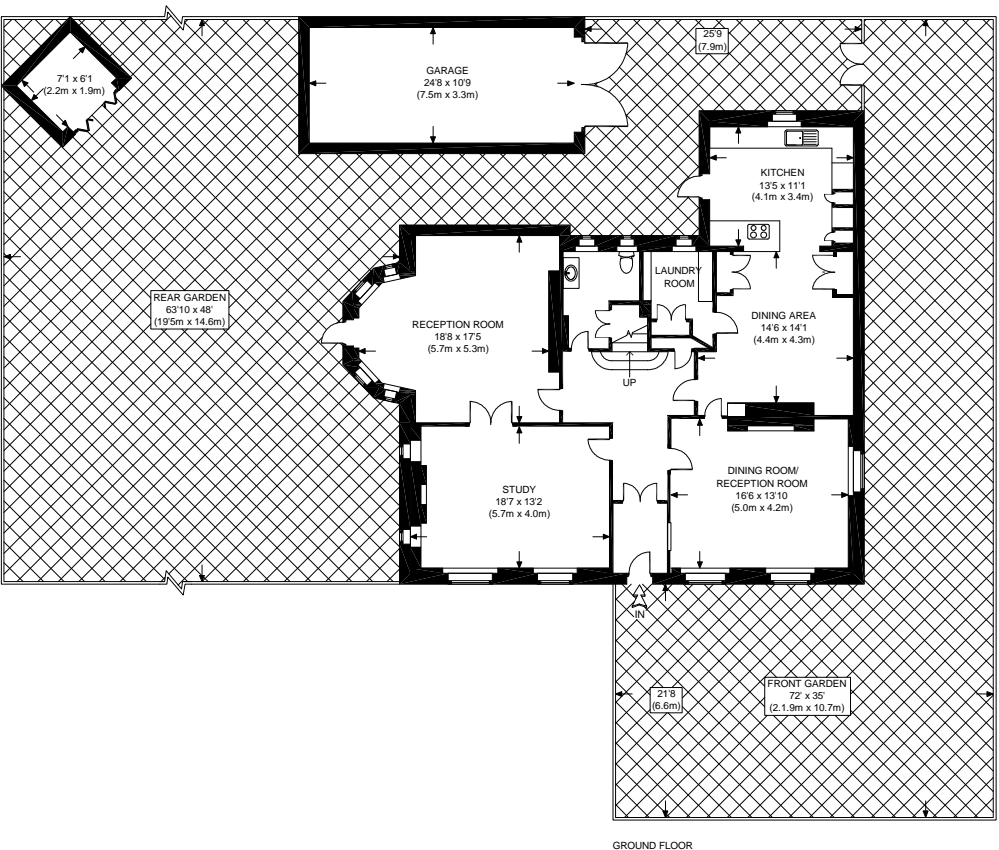 25'9
(7.9m)
7'1 x 6'1
(2.2m x 1.9m)
GARAGE
24'8 x 10'9
(7.5m x 3.3m)
KITCHEN
13'5 x 11'1
(4.1m x 3.4m)
LAUNDRY
ROOM
REAR GARDEN
63'10 x 48'
(19'5m x 14.6m)
RECEPTION ROOM
18'8 x 17'5
(5.7m x 5.3m)
DINING AREA
14'6 x 14'1
(4.4m x 4.3m)
UP
STUDY
18'7 x 13'2
(5.7m x 4.0m)
DINING ROOM/
RECEPTION ROOM
16'6 x 13'10
(5.0m x 4.2m)
IN
21'8
(6.6m)
FRONT GARDEN
72' x 35'
(2.1.9m x 10.7m)
GROUND FLOOR